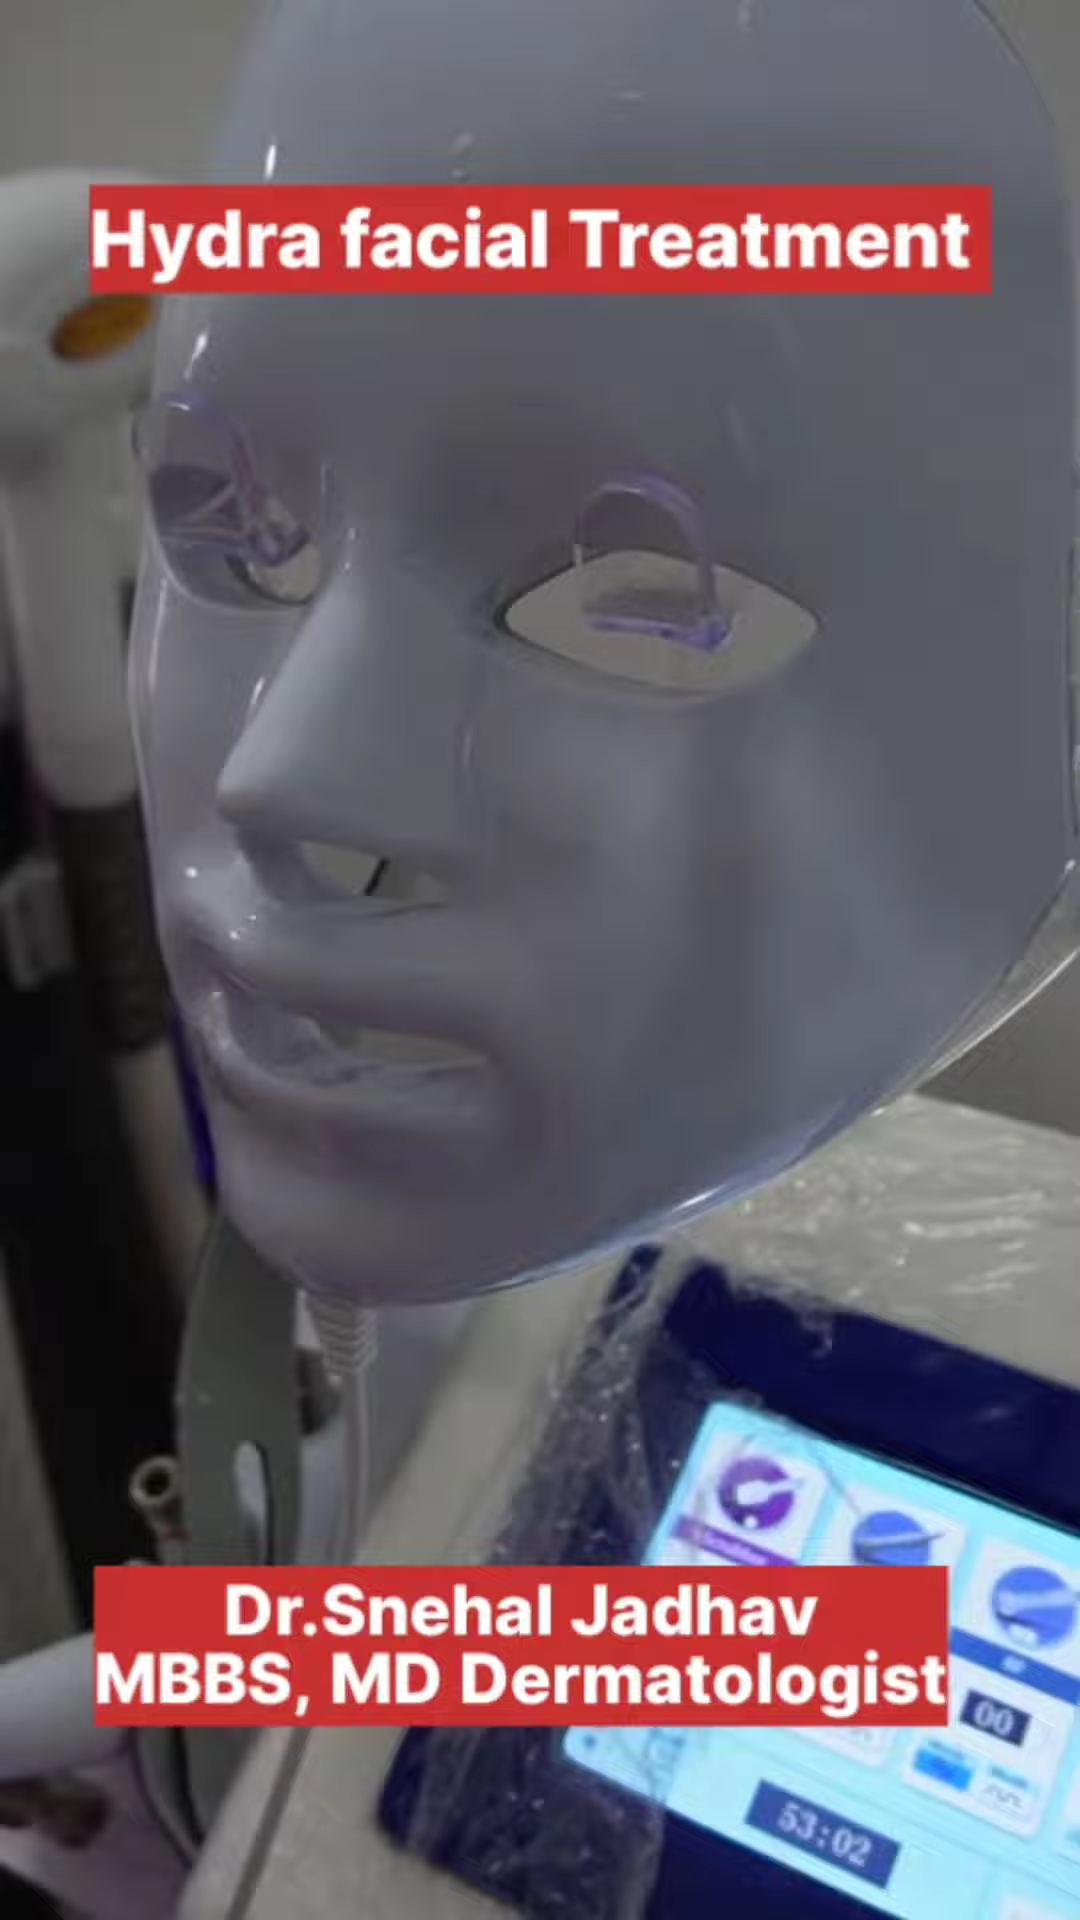 Hydra facial Treatment
Dr.Snehal Jadhav
MBBS, MD Dermatologist
00
53:02